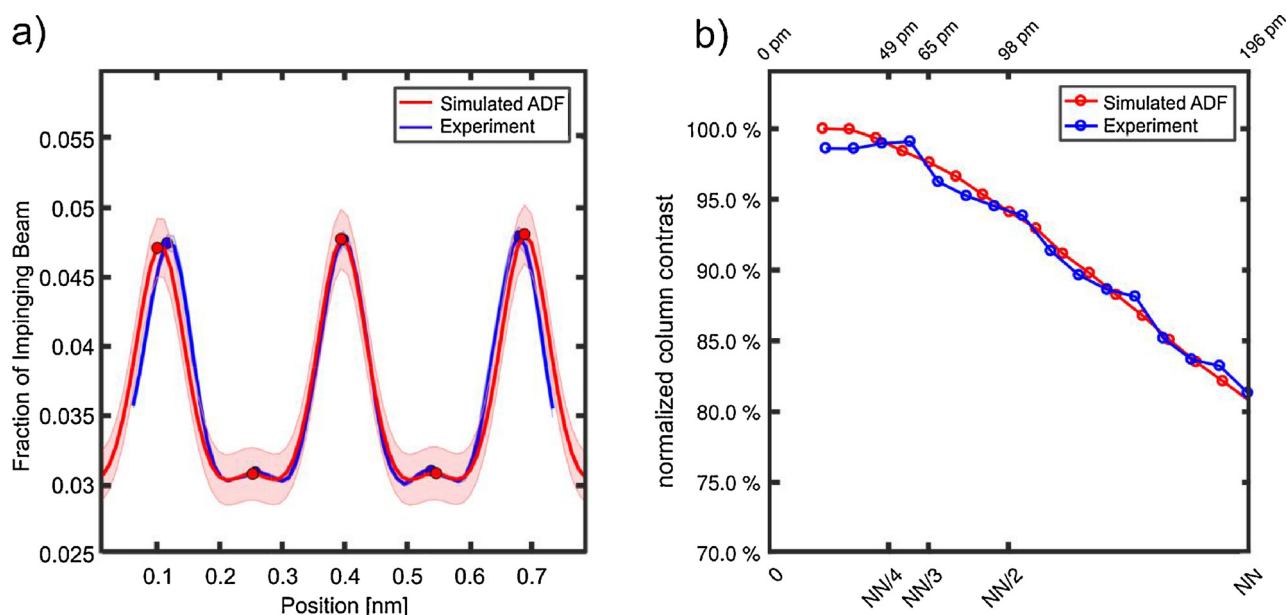 a)
Simulated ADF
Experiment
0.055
0.05
0.045
0.04
0.035
0.03
0.025
Fraction of Impinging Beam
0.1 0.2 0.3 0.4 0.5 0.6 0.7
Position [nm]
b)
0 pm 49 pm 65 pm 98 pm 196 pm
Simulated ADF
Experiment
100.0 %
95.0 %
90.0 %
85.0 %
80.0 %
75.0 %
70.0 %
normalized column contrast
0 NN/4 NN/3 NN/2 NN